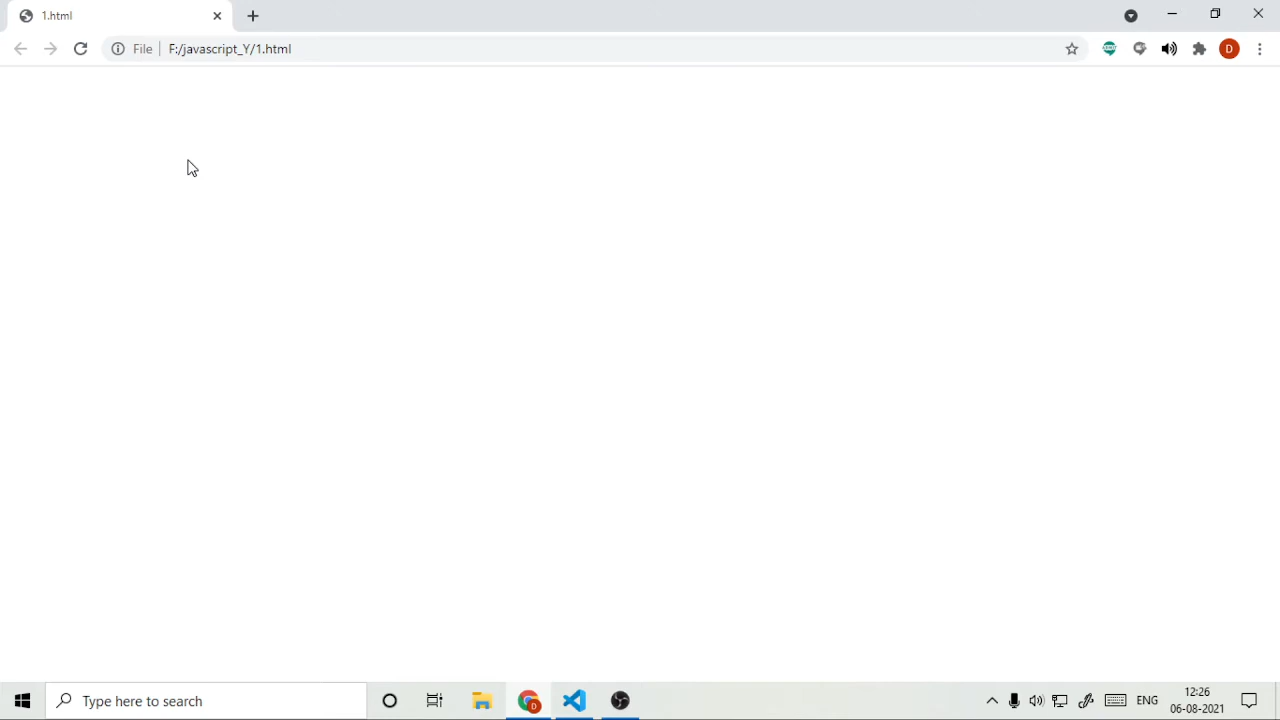 1.html
File
F:/javascript_Y/1.html
D
Type here to search
D
ENG
12:26
06-08-2021